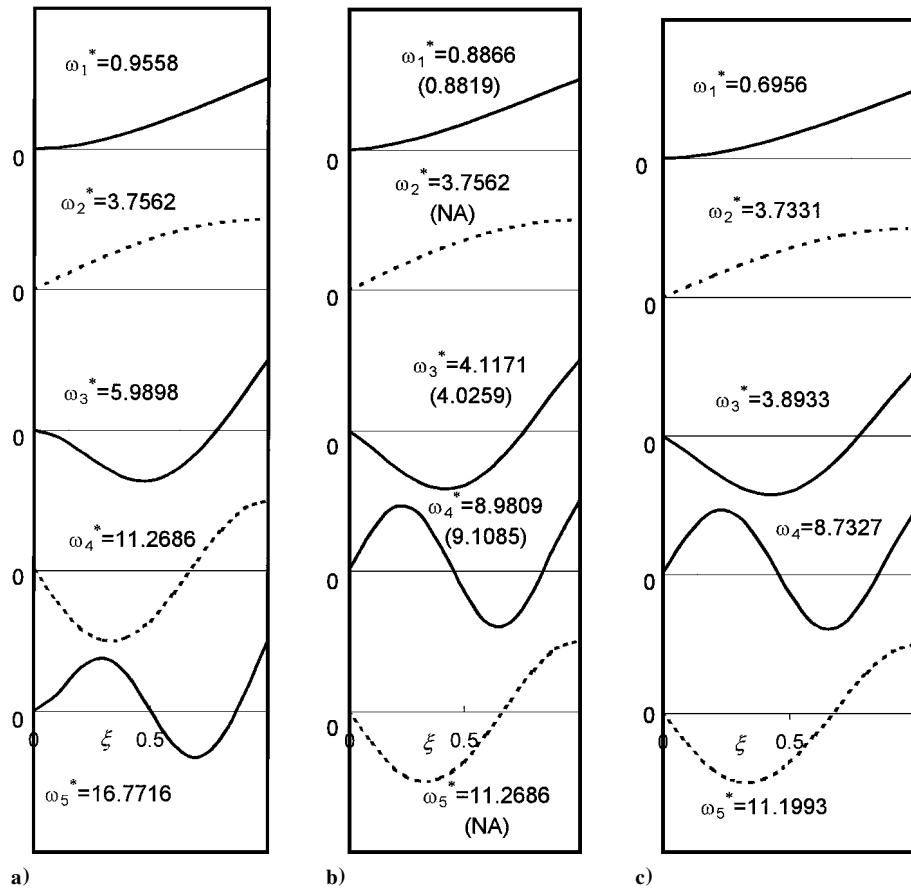 ω₁*=0.9558
0
ω₂*=3.7562
0
ω₃*=5.9898
0
ω₄*=11.2686
0
0
0 ξ 0.5
ω₅*=16.7716
a)
ω₁*=0.8866
(0.8819)
0
ω₂*=3.7562
(NA)
0
ω₃*=4.1171
(4.0259)
0
ω₄*=8.9809
(9.1085)
0
0
0 ξ 0.5
ω₅*=11.2686
(NA)
b)
ω₁*=0.6956
0
ω₂*=3.7331
0
ω₃*=3.8933
0
ω₄=8.7327
0
0
0 ξ 0.5
ω₅*=11.1993
c)